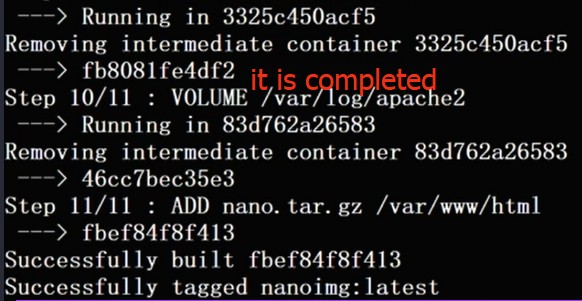 ---> Running in 3325c450acf5
Removing intermediate container 3325c450acf5
---> fb8081fe4df2
it is completed
Step 10/11 : VOLUME /var/log/apache2
---> Running in 83d762a26583
Removing intermediate container 83d762a26583
---> 46cc7bec35e3
Step 11/11 : ADD nano.tar.gz /var/www/html
---> fbef84f8f413
Successfully built fbef84f8f413
Successfully tagged nanoimg:latest